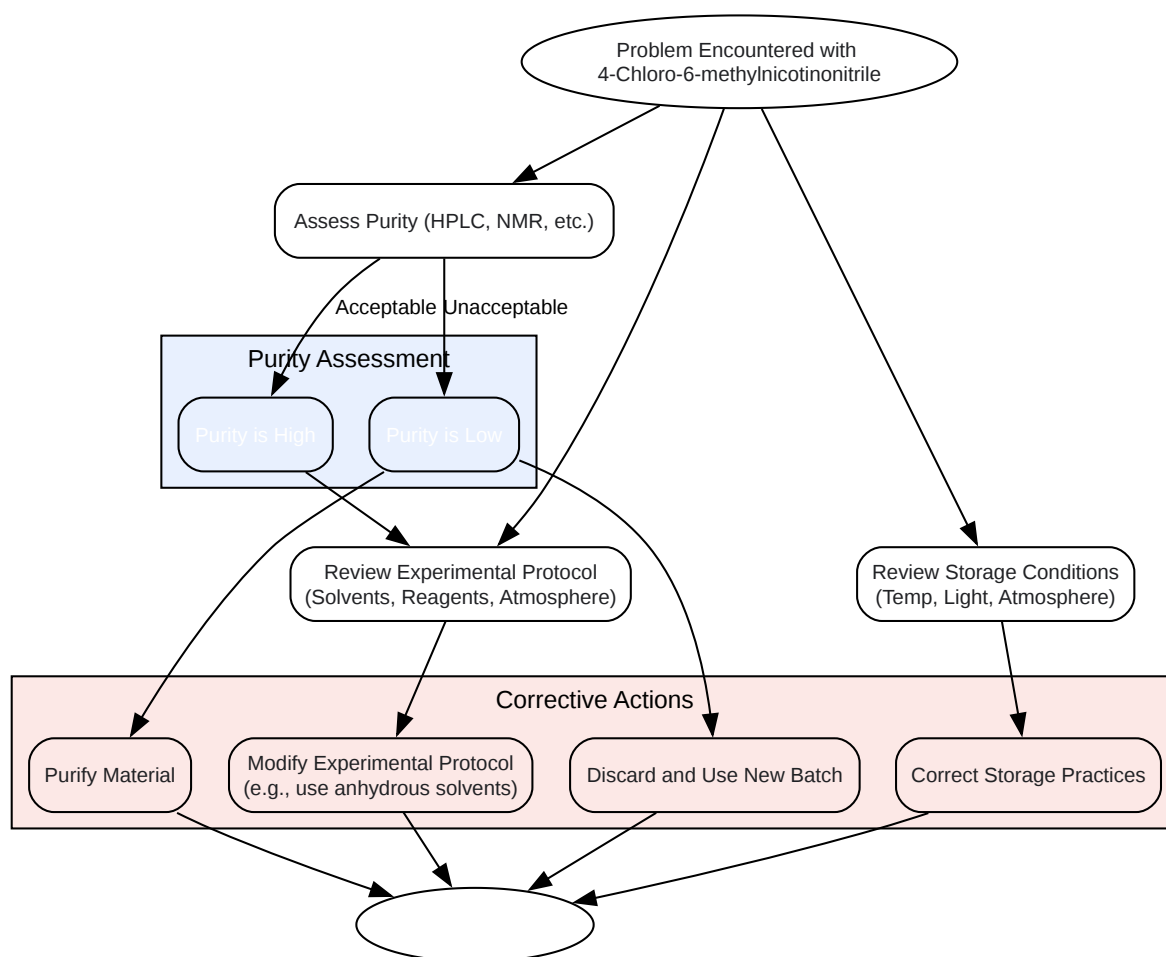 Problem Encountered with
4-Chloro-6-methylnicotinonitrile
Assess Purity (HPLC, NMR, etc.)
Acceptable
Unacceptable
Purity Assessment
Purity is High
Purity is Low
Review Experimental Protocol
(Solvents, Reagents, Atmosphere)
Review Storage Conditions
(Temp, Light, Atmosphere)
Corrective Actions
Purify Material
Modify Experimental Protocol
(e.g., use anhydrous solvents)
Discard and Use New Batch
Correct Storage Practices